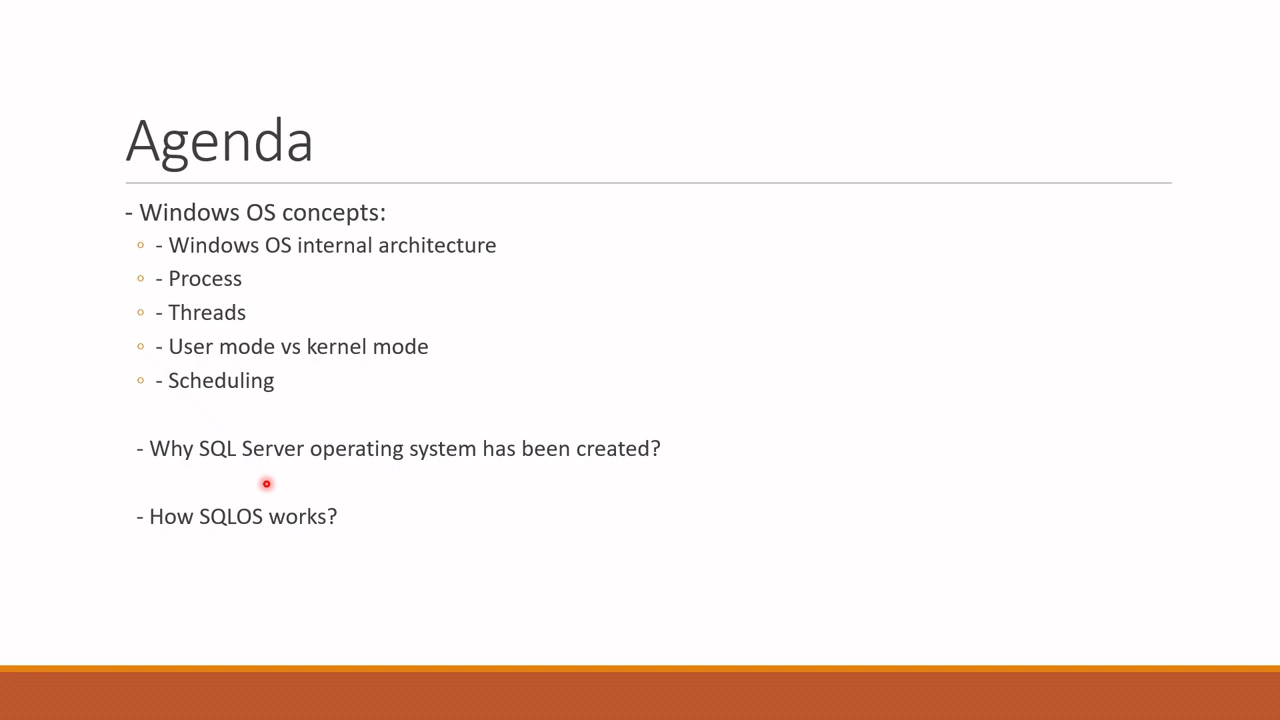 Agenda
- Windows OS concepts:
- Windows OS internal architecture
- Process
- Threads
- User mode vs kernel mode
- Scheduling
- Why SQL Server operating system has been created?
- How SQLOS works?